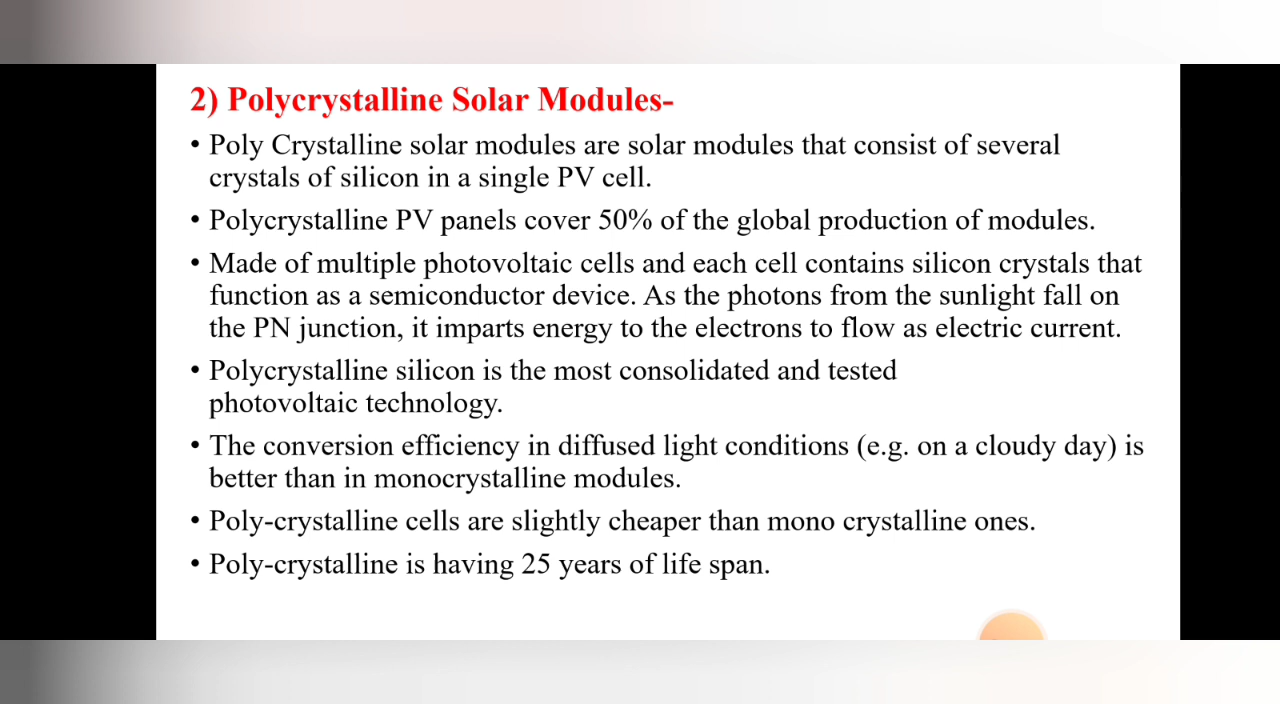 2) Polycrystalline Solar Modules-
• Poly Crystalline solar modules are solar modules that consist of several
crystals of silicon in a single PV cell.
• Polycrystalline PV panels cover 50% of the global production of modules.
• Made of multiple photovoltaic cells and each cell contains silicon crystals that
function as a semiconductor device. As the photons from the sunlight fall on
the PN junction, it imparts energy to the electrons to flow as electric current.
• Polycrystalline silicon is the most consolidated and tested
photovoltaic technology.
• The conversion efficiency in diffused light conditions (e.g. on a cloudy day) is
better than in monocrystalline modules.
• Poly-crystalline cells are slightly cheaper than mono crystalline ones.
• Poly-crystalline is having 25 years of life span.